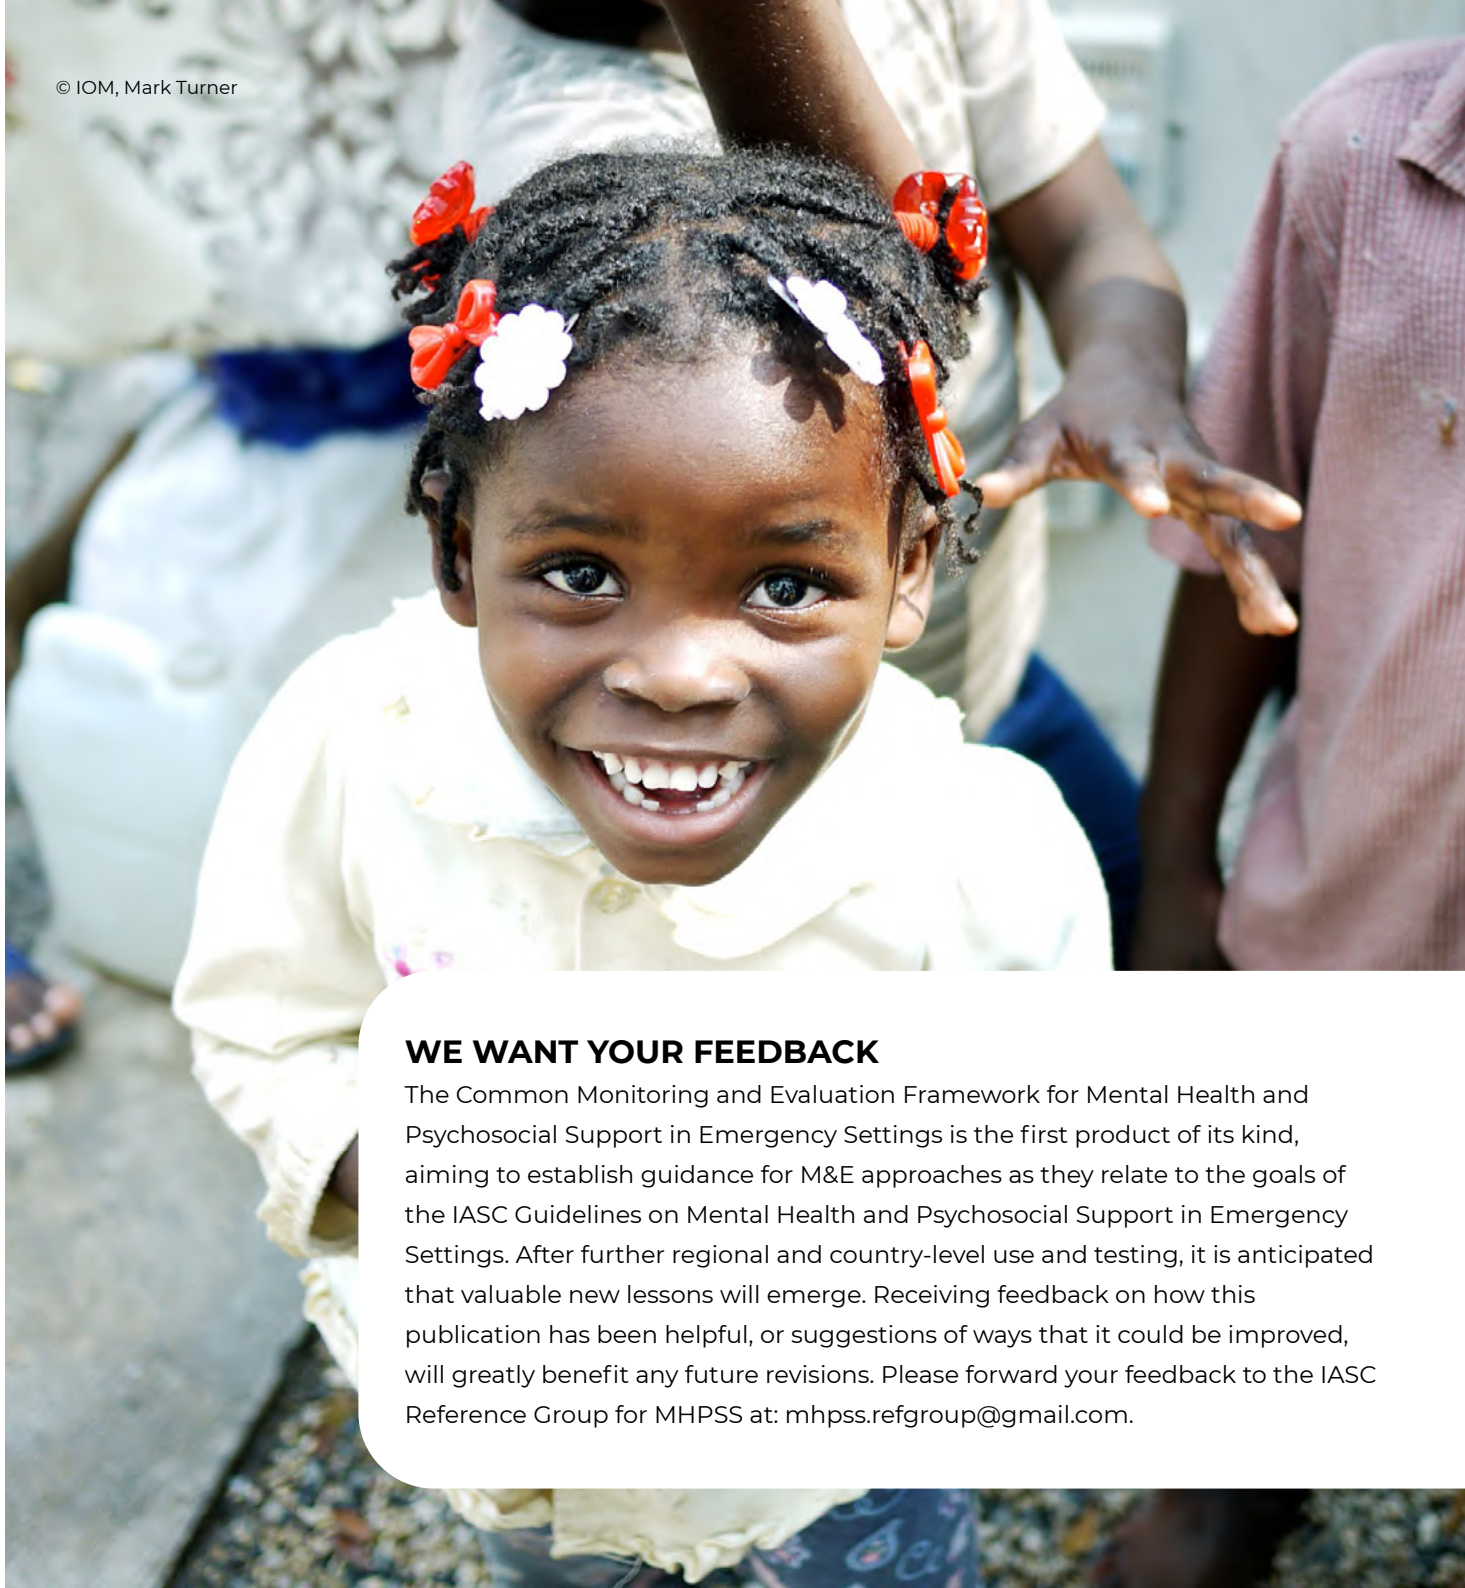 © IOM, Mark Turner
WE WANT YOUR FEEDBACK
The Common Monitoring and Evaluation Framework for Mental Health and
Psychosocial Support in Emergency Settings is the first product of its kind,
aiming to establish guidance for M&E approaches as they relate to the goals of
the IASC Guidelines on Mental Health and Psychosocial Support in Emergency
Settings. After further regional and country-level use and testing, it is anticipated
that valuable new lessons will emerge. Receiving feedback on how this
publication has been helpful, or suggestions of ways that it could be improved,
will greatly benefit any future revisions. Please forward your feedback to the IASC
Reference Group for MHPSS at: mhpss.refgroup@gmail.com.